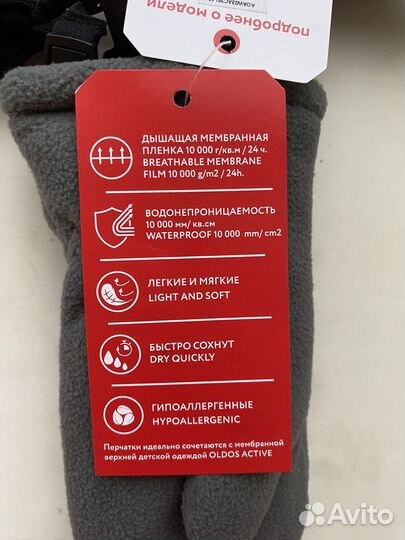 подробнее о модели
ДЫШАЩАЯ МЕМБРАННАЯ
ПЛЕНКА 10 000 г/кв.м / 24 ч.
BREATHABLE MEMBRANE
FILM 10 000 g/m2 / 24h.
ВОДОНЕПРОНИЦАЕМОСТЬ
10 000 мм/ кв.см
WATERPROOF 10 000 mm/ cm2
ЛЕГКИЕ И МЯГКИЕ
LIGHT AND SOFT
БЫСТРО СОХНУТ
DRY QUICKLY
ГИПОАЛЛЕРГЕННЫЕ
HYPOALLERGENIC
Перчатки идеально сочетаются с мембранной
верхней детской одеждой OLDOS ACTIVE
Avito